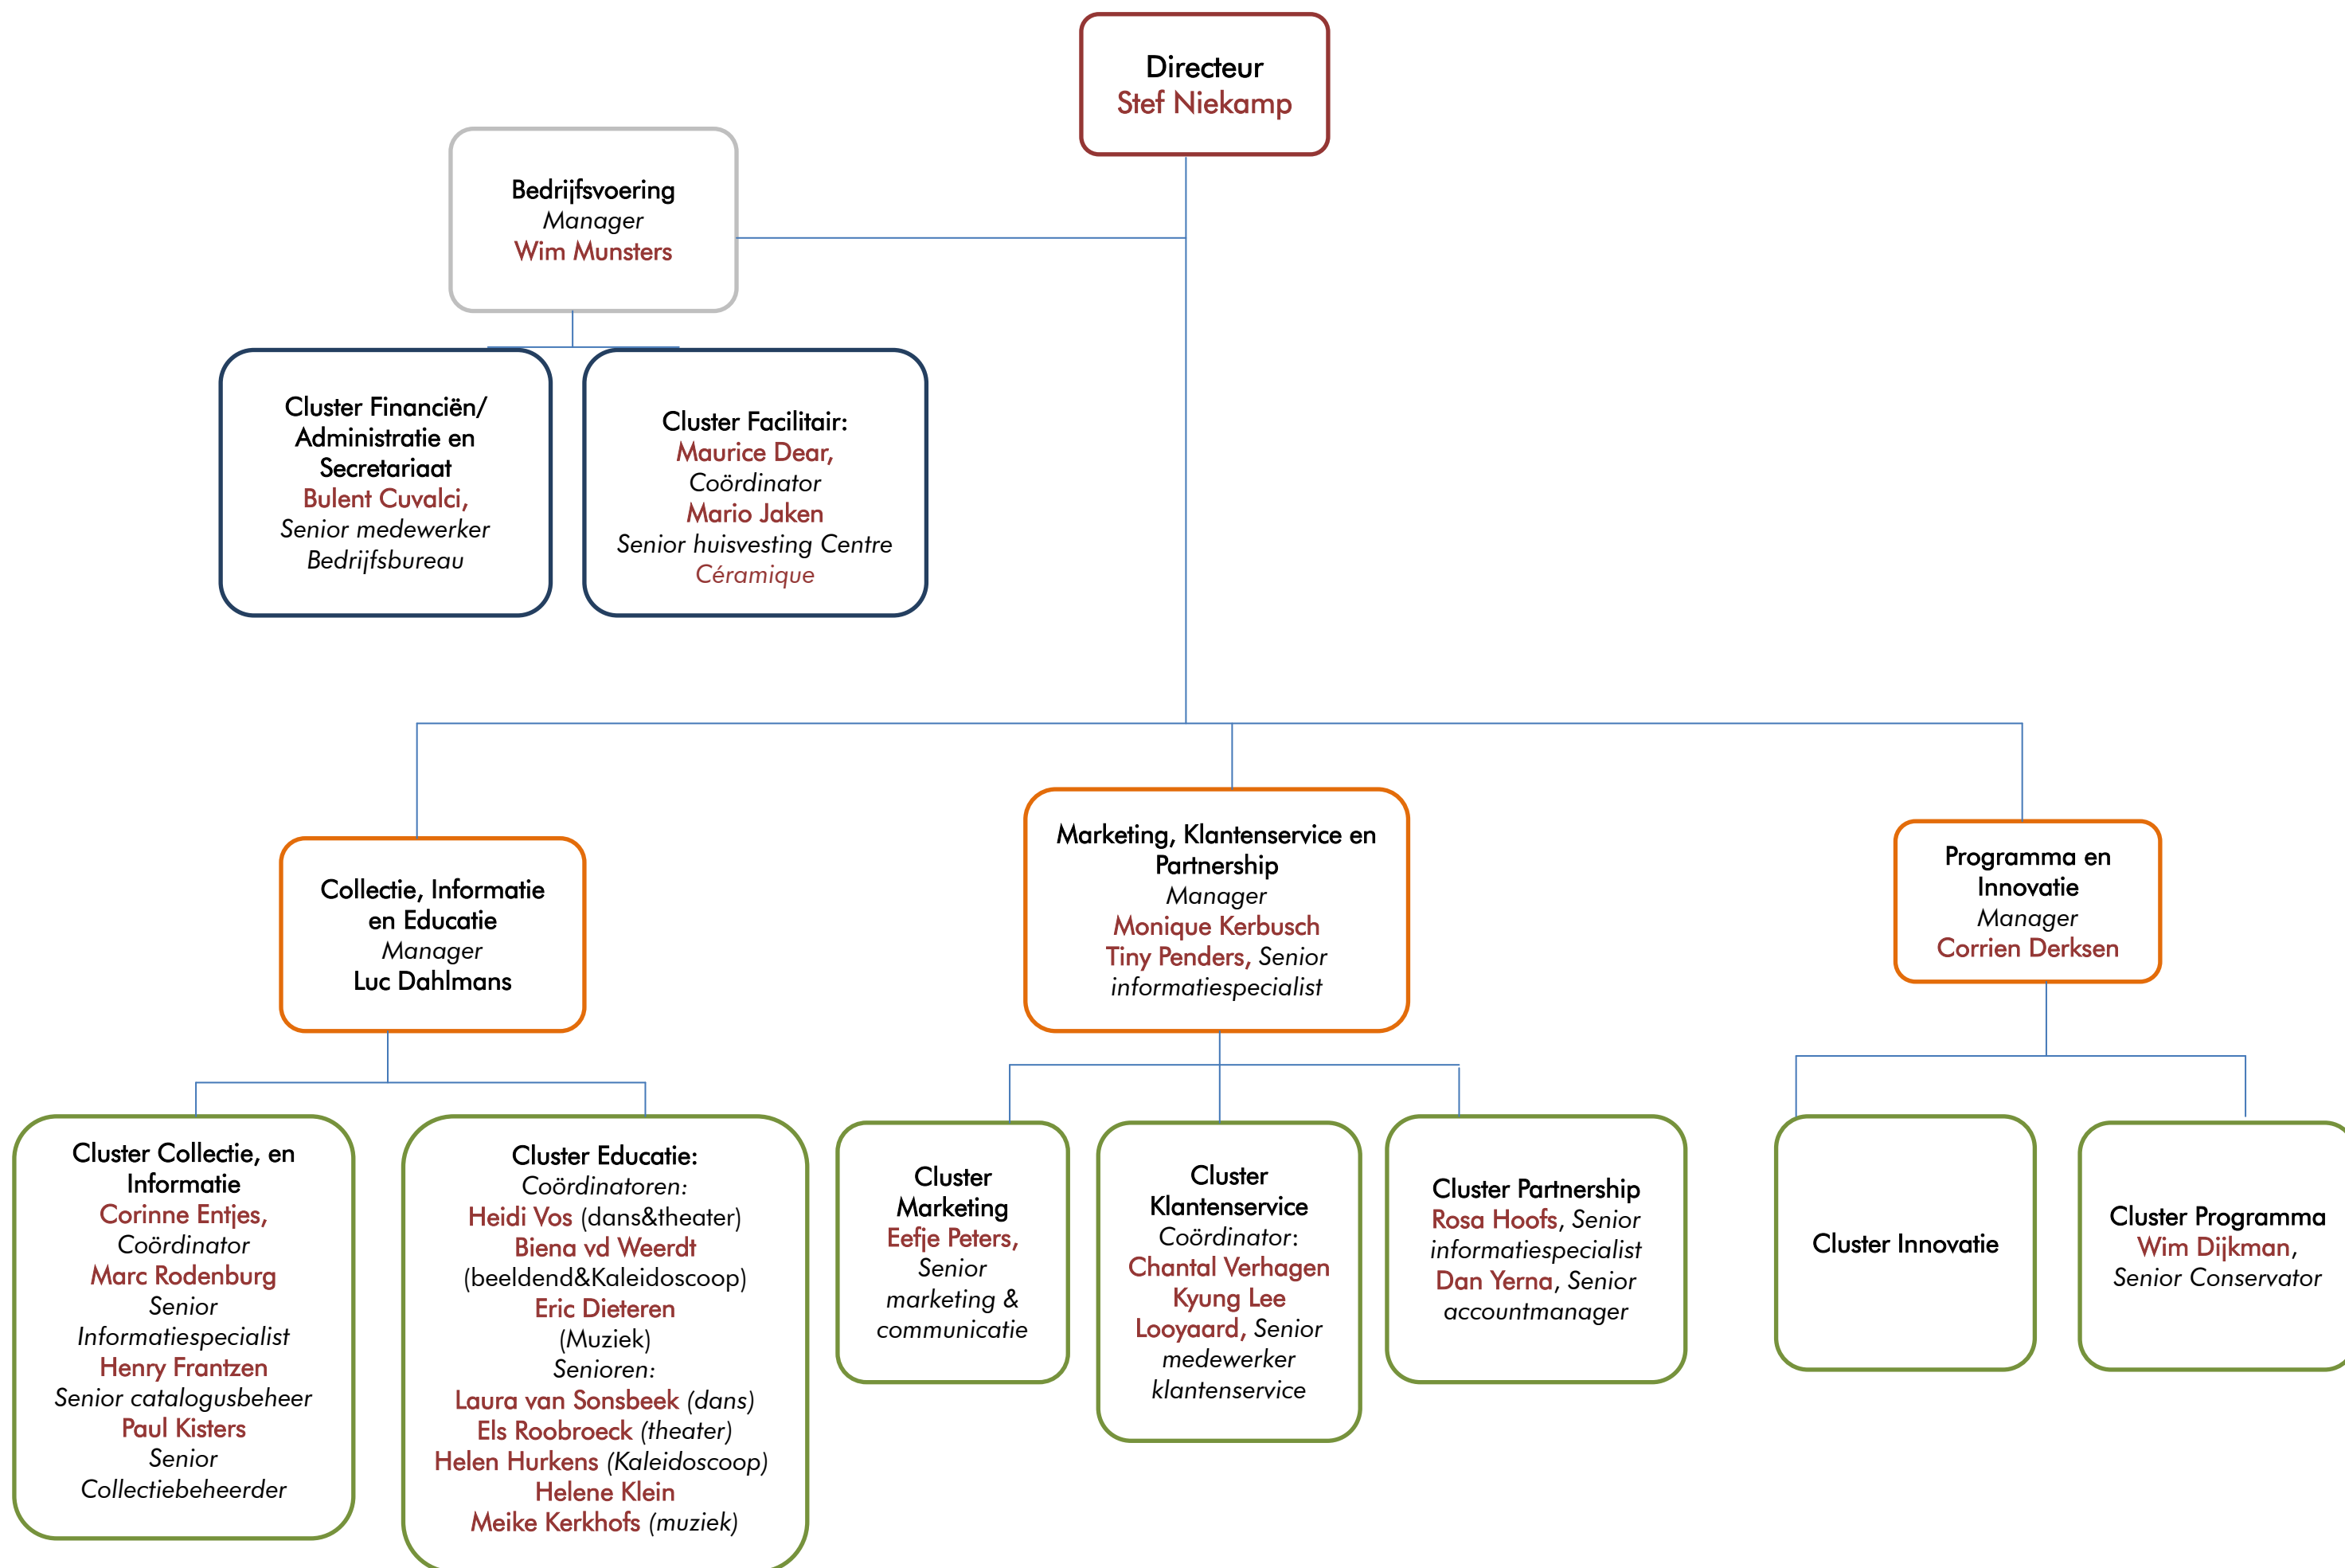 Directeur
Stef Niekamp
Bedrijfsvoering
Manager
Wim Munsters
Cluster Financiën/
Administratie en
Secretariaat
Bulent Cuvalci,
Senior medewerker
Bedrijfsbureau
Cluster Facilitair:
Maurice Dear,
Coördinator
Mario Jaken
Senior huisvesting Centre
Céramique
Collectie, Informatie
en Educatie
Manager
Luc Dahlmans
Marketing, Klantenservice en
Partnership
Manager
Monique Kerbusch
Tiny Penders, Senior
informatiespecialist
Programma en
Innovatie
Manager
Corrien Derksen
Cluster Collectie, en
Informatie
Corinne Entjes,
Coördinator
Marc Rodenburg
Senior
Informatiespecialist
Henry Frantzen
Senior catalogusbeheer
Paul Kisters
Senior
Collectiebeheerder
Cluster Educatie:
Coördinatoren:
Heidi Vos (dans&theater)
Biena vd Weerdt
(beeldend&Kaleidoscoop)
Eric Dieteren
(Muziek)
Senioren:
Laura van Sonsbeek (dans)
Els Roobroeck (theater)
Helen Hurkens (Kaleidoscoop)
Helene Klein
Meike Kerkhofs (muziek)
Cluster
Marketing
Eefje Peters,
Senior
marketing &
communicatie
Cluster
Klantenservice
Coördinator:
Chantal Verhagen
Kyung Lee
Looyaard, Senior
medewerker
klantenservice
Cluster Partnership
Rosa Hoofs, Senior
informatiespecialist
Dan Yerna, Senior
accountmanager
Cluster Innovatie
Cluster Programma
Wim Dijkman,
Senior Conservator